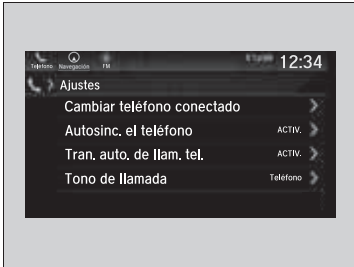 Teléfono Navegación FM 12:34
Ajustes
Cambiar teléfono conectado
Autosinc. el teléfono ACTIV.
Tran. auto. de llam. tel. ACTIV.
Tono de llamada Teléfono